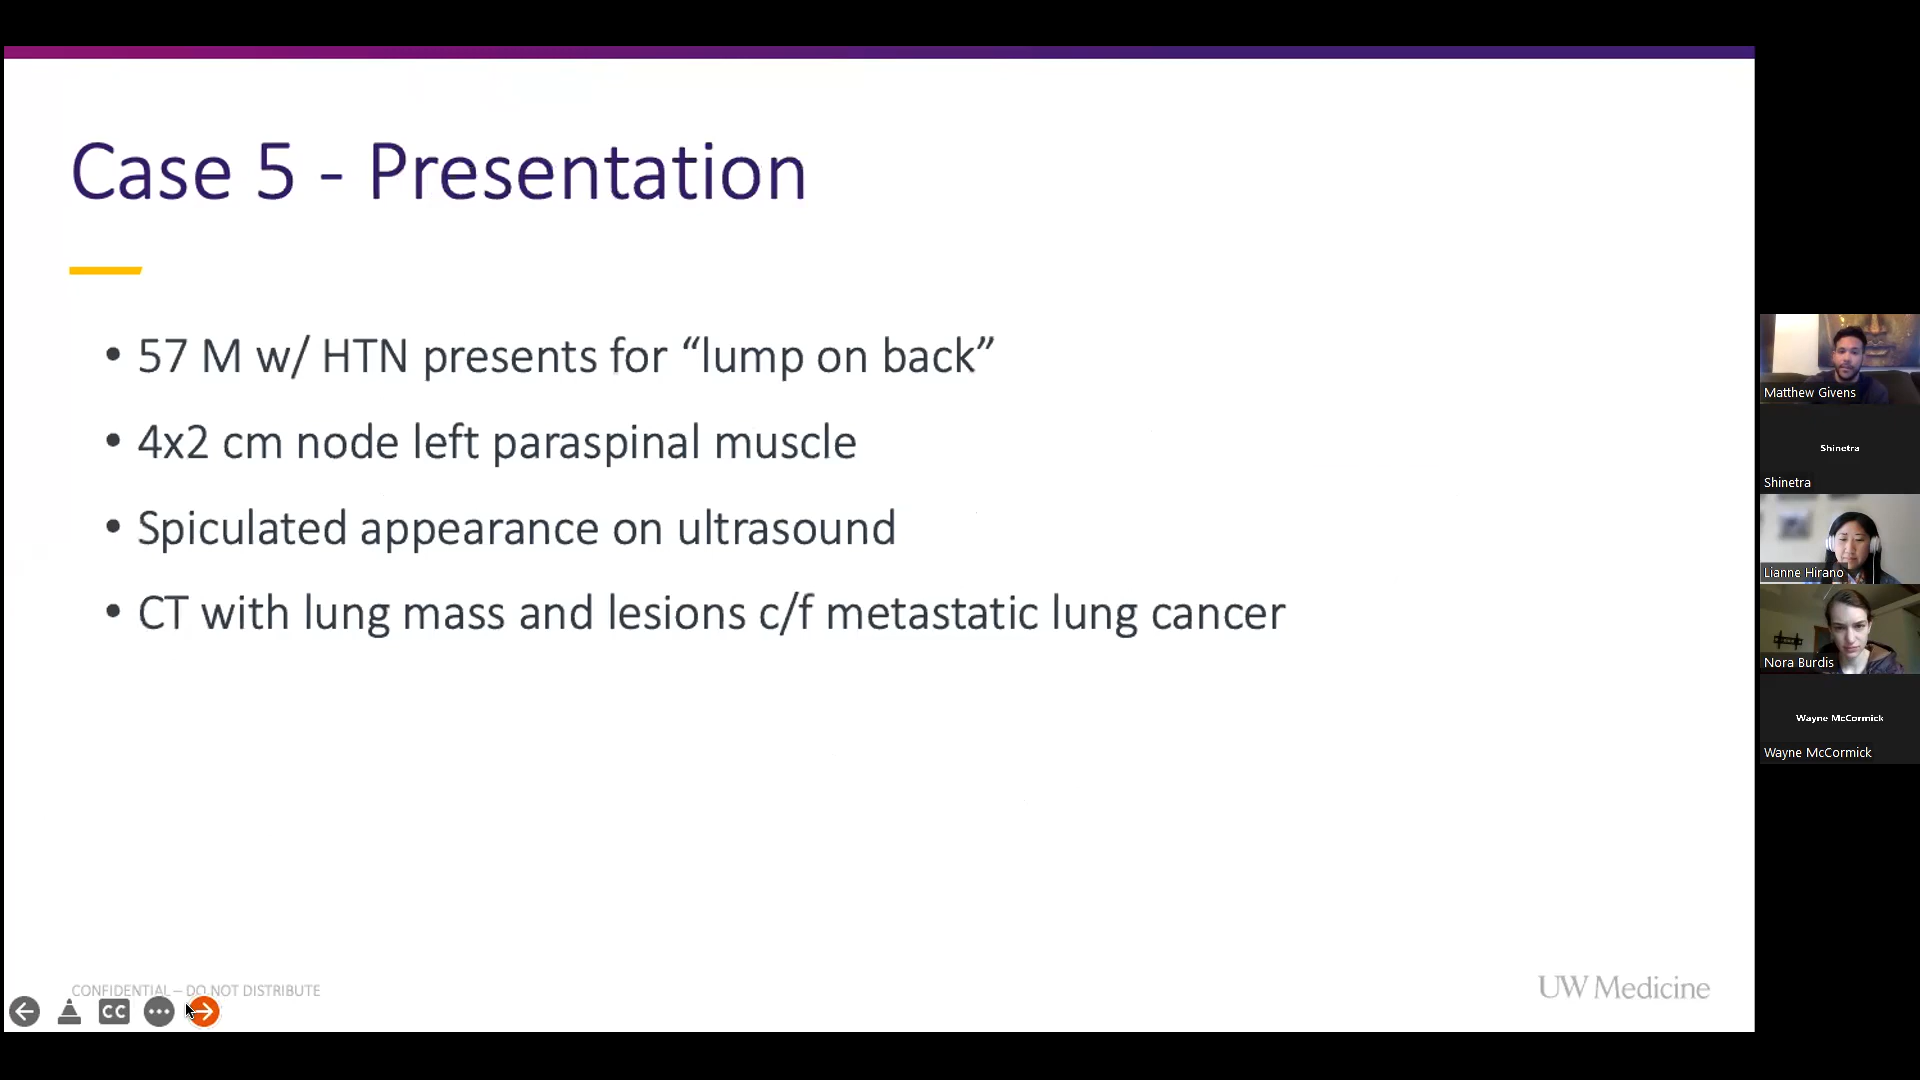 Case 5 - Presentation
• 57 M w/ HTN presents for “lump on back”
• 4x2 cm node left paraspinal muscle
• Spiculated appearance on ultrasound
• CT with lung mass and lesions c/f metastatic lung cancer
CONFIDENTIAL – DO NOT DISTRIBUTE
UW Medicine
CC
Matthew Givens
Shinetra
Shinetra
Lianne Hirano
Nora Burdis
Wayne McCormick
Wayne McCormick